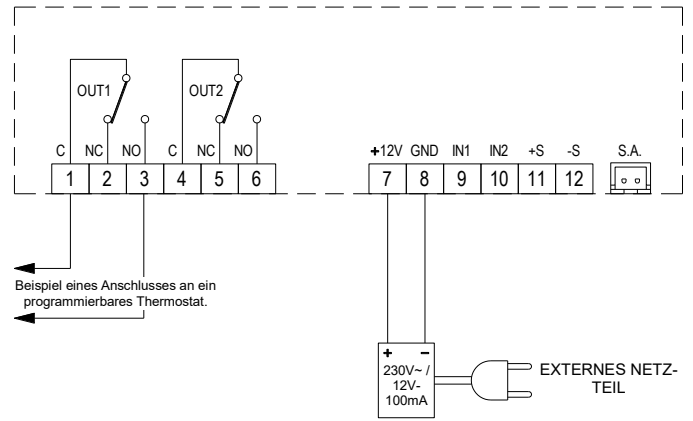 OUT1 OUT2
C NC NO C NC NO +12V GND IN1 IN2 +S -S S.A.
1 2 3 4 5 6 7 8 9 10 11 12
Beispiel eines Anschlusses an ein
programmierbares Thermostat.
+ –
230V~ /
12V-
100mA
EXTERNES NETZ-
TEIL